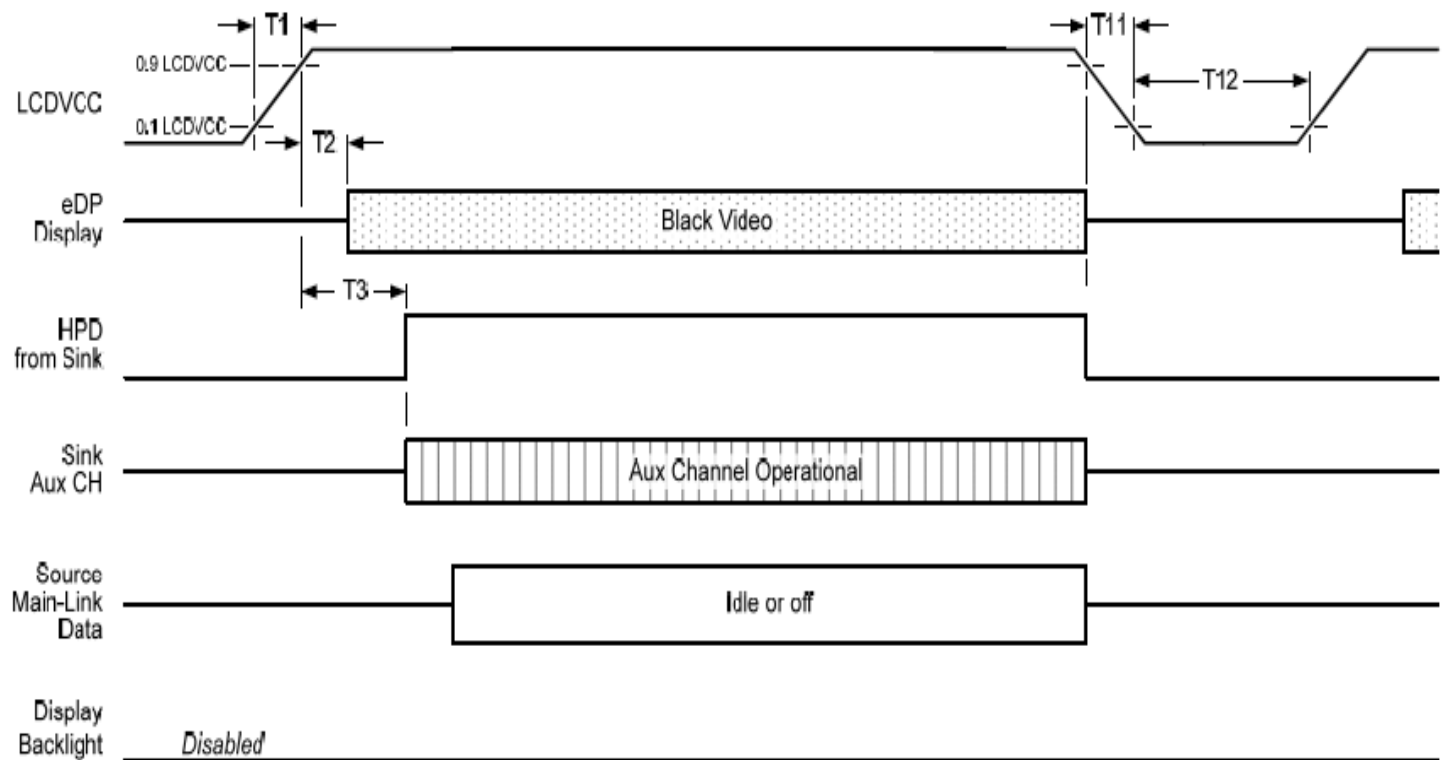 T1
T11
0.9 LCDVCC
LCDVCC
T12
0.1 LCDVCC
T2
eDP
Display
Black Video
T3
HPD
from Sink
Sink
Aux CH
Aux Channel Operational
Source
Main-Link
Data
Idle or off
Display
Backlight
Disabled